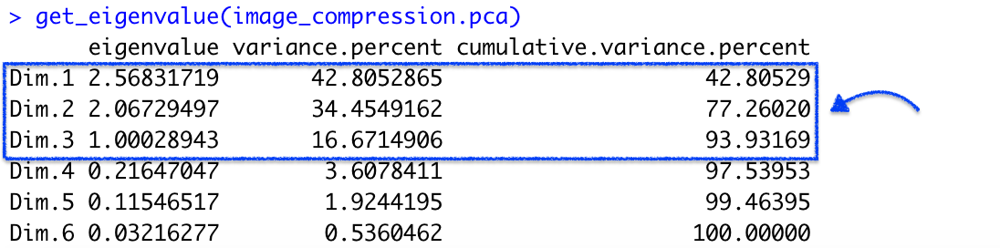 > get_eigenvalue(image_compression.pca)
eigenvalue variance.percent cumulative.variance.percent
Dim.1 2.56831719 42.8052865 42.80529
Dim.2 2.06729497 34.4549162 77.26020
Dim.3 1.00028943 16.6714906 93.93169
Dim.4 0.21647047 3.6078411 97.53953
Dim.5 0.11546517 1.9244195 99.46395
Dim.6 0.03216277 0.5360462 100.00000